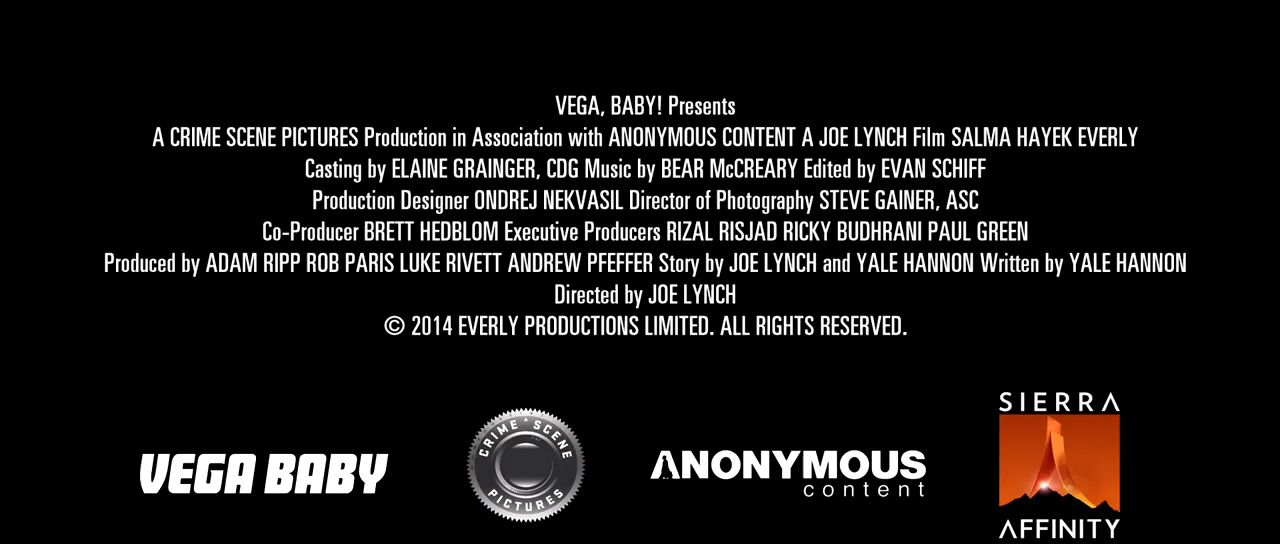 VEGA, BABY! Presents
A CRIME SCENE PICTURES Production in Association with ANONYMOUS CONTENT A JOE LYNCH Film SALMA HAYEK EVERLY
Casting by ELAINE GRAINGER, CDG Music by BEAR McCREARY Edited by EVAN SCHIFF
Production Designer ONDREJ NEKVASIL Director of Photography STEVE GAINER, ASC
Co-Producer BRETT HEDBLOM Executive Producers RIZAL RISJAD RICKY BUDHRANI PAUL GREEN
Produced by ADAM RIPP ROB PARIS LUKE RIVETT ANDREW PFEFFER Story by JOE LYNCH and YALE HANNON Written by YALE HANNON
Directed by JOE LYNCH
© 2014 EVERLY PRODUCTIONS LIMITED. ALL RIGHTS RESERVED.
VEGA BABY
CRIME SCENE
PICTURES
ANONYMOUS
content
SIERRA
AFFINITY